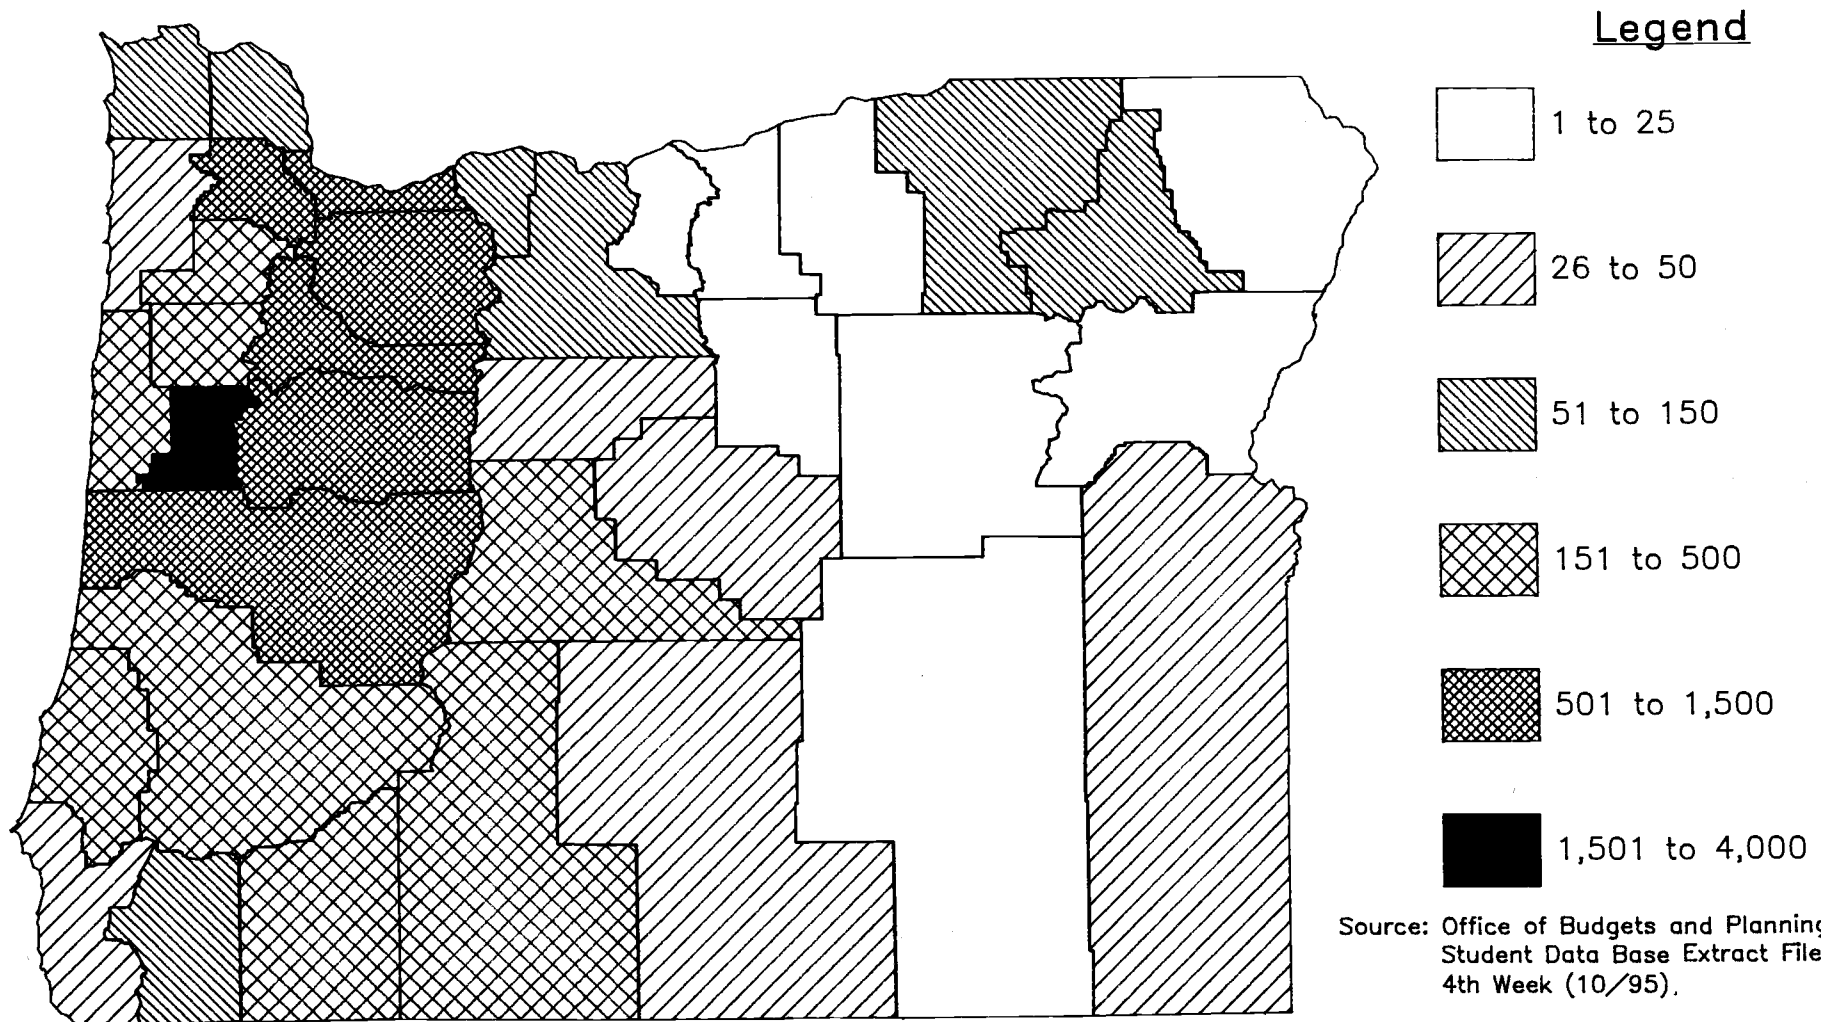 Legend
1 to 25
26 to 50
51 to 150
151 to 500
501 to 1,500
1,501 to 4,000
Source: Office of Budgets and Planning
Student Data Base Extract File
4th Week (10/95).